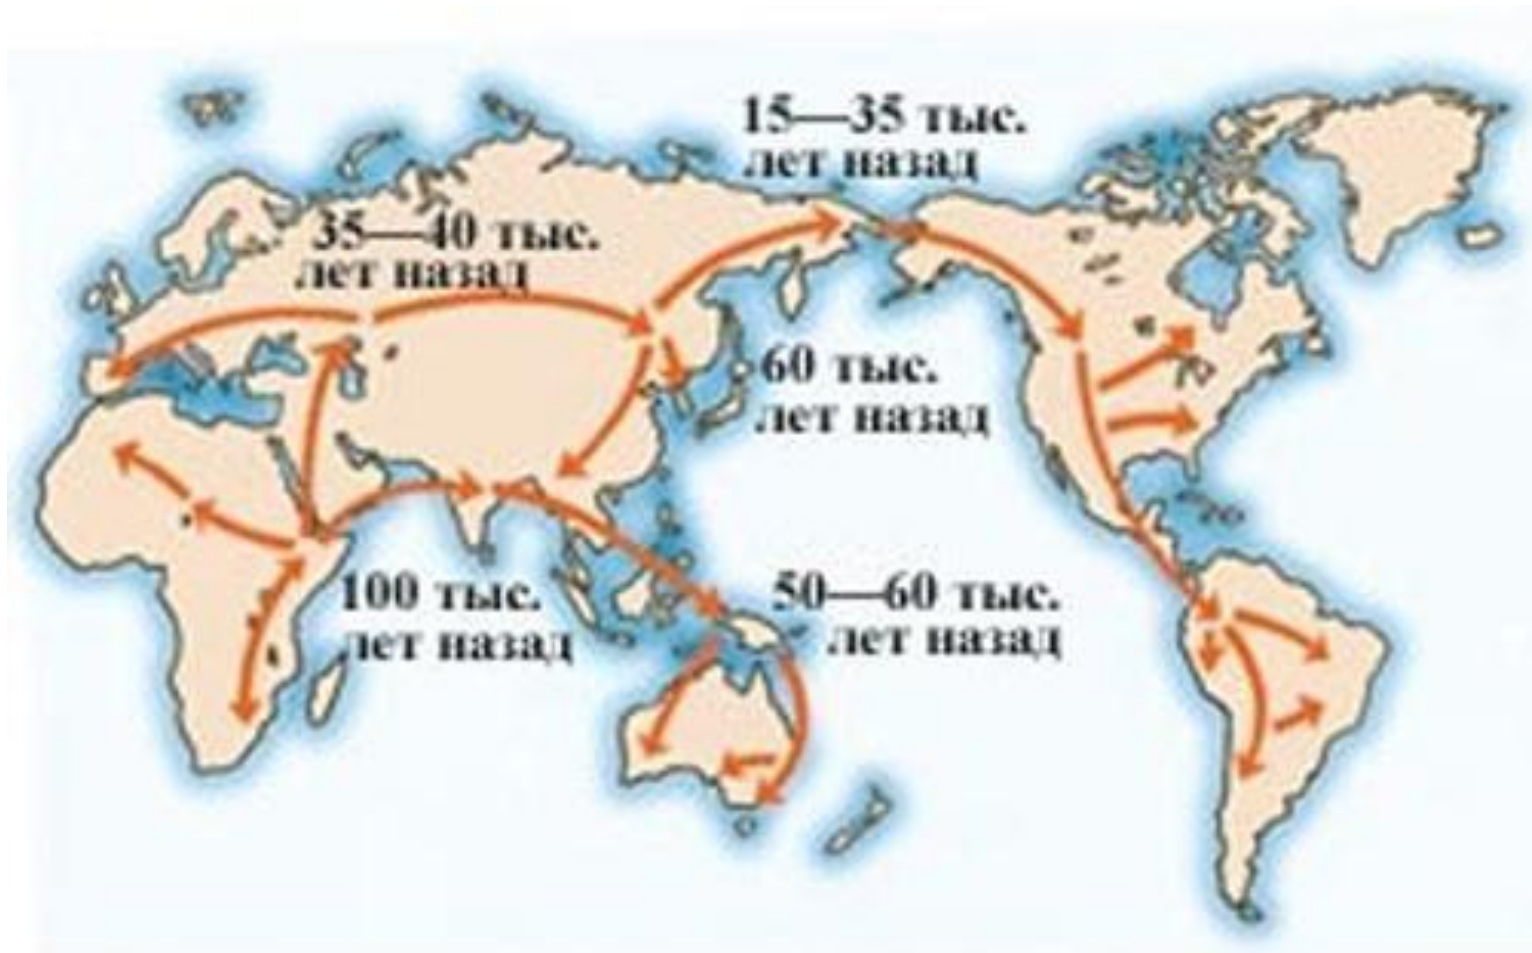 15—35 тыс.
лет назад
35—40 тыс.
лет назад
60 тыс.
лет назад
100 тыс.
лет назад
50—60 тыс.
лет назад